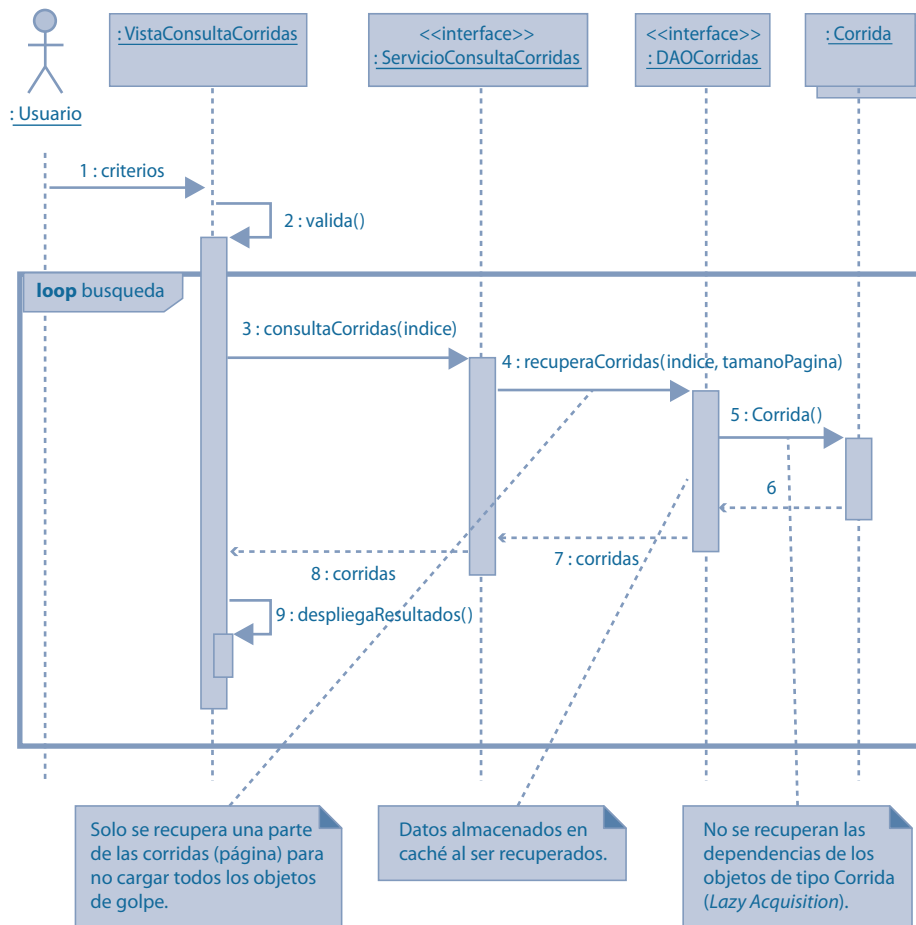 : VistaConsultaCorridas
<<interface>>
: ServicioConsultaCorridas
<<interface>>
: DAOCorridas
: Corrida
: Usuario
1 : criterios
2 : valida()
loop busqueda
3 : consultaCorridas(indice)
4 : recuperaCorridas(indice, tamanoPagina)
5 : Corrida()
6
7 : corridas
8 : corridas
9 : despliegaResultados()
Solo se recupera una parte
de las corridas (página) para
no cargar todos los objetos
de golpe.
Datos almacenados en
caché al ser recuperados.
No se recuperan las
dependencias de los
objetos de tipo Corrida
(Lazy Acquisition).